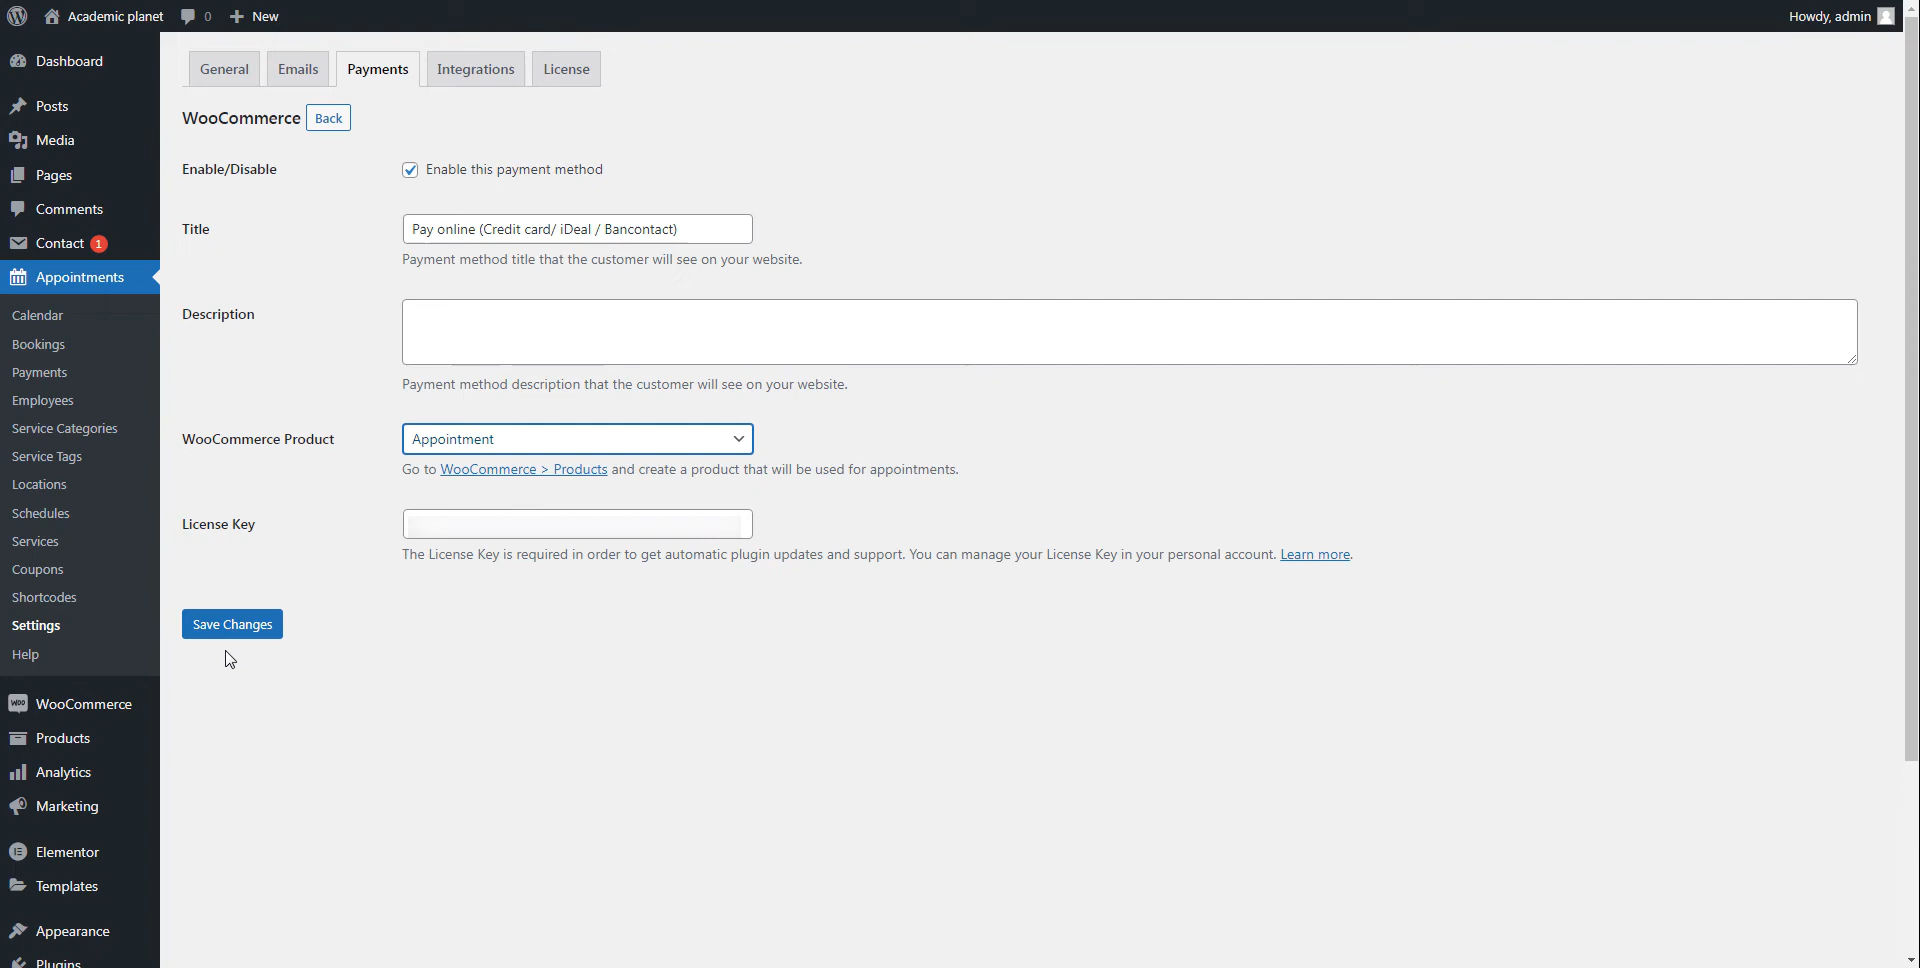 Academic planet 0 New Howdy, admin
Dashboard
Posts
Media
Pages
Comments
Contact 1
Appointments
Calendar
Bookings
Payments
Employees
Service Categories
Service Tags
Locations
Schedules
Services
Coupons
Shortcodes
Settings
Help
WooCommerce
Products
Analytics
Marketing
Elementor
Templates
Appearance
Plugins
General Emails Payments Integrations License
WooCommerce Back
Enable/Disable Enable this payment method
Title Pay online (Credit card/ iDeal / Bancontact)
Payment method title that the customer will see on your website.
Description
Payment method description that the customer will see on your website.
WooCommerce Product Appointment
Go to WooCommerce > Products and create a product that will be used for appointments.
License Key
The License Key is required in order to get automatic plugin updates and support. You can manage your License Key in your personal account. Learn more.
Save Changes